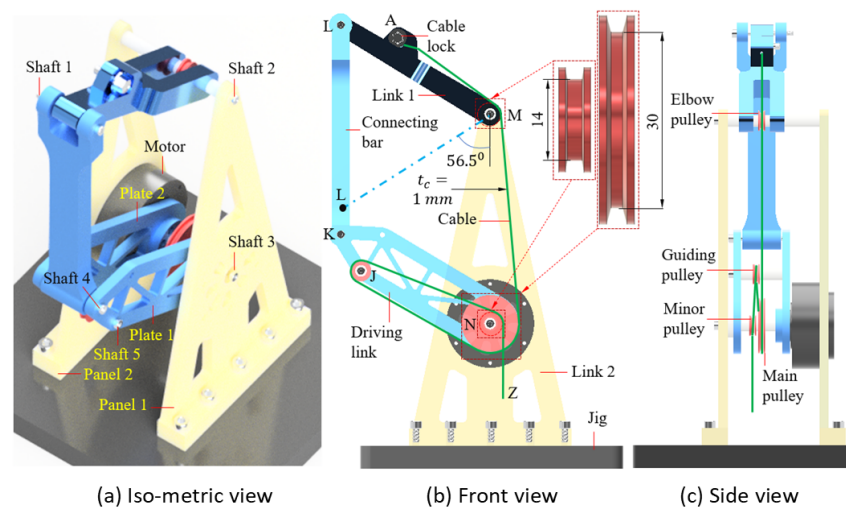 Shaft 1
Shaft 2
Motor
Plate 2
Shaft 3
Shaft 4
Plate 1
Shaft 5
Panel 2
Panel 1
L
A
Cable
lock
Link 1
M
Connecting
bar
56.5⁰
t_c =
1 mm
Cable
L
K
J
N
Driving
link
Z
Link 2
Jig
14
30
Elbow
pulley
Guiding
pulley
Minor
pulley
Main
pulley
(a) Iso-metric view
(b) Front view
(c) Side view